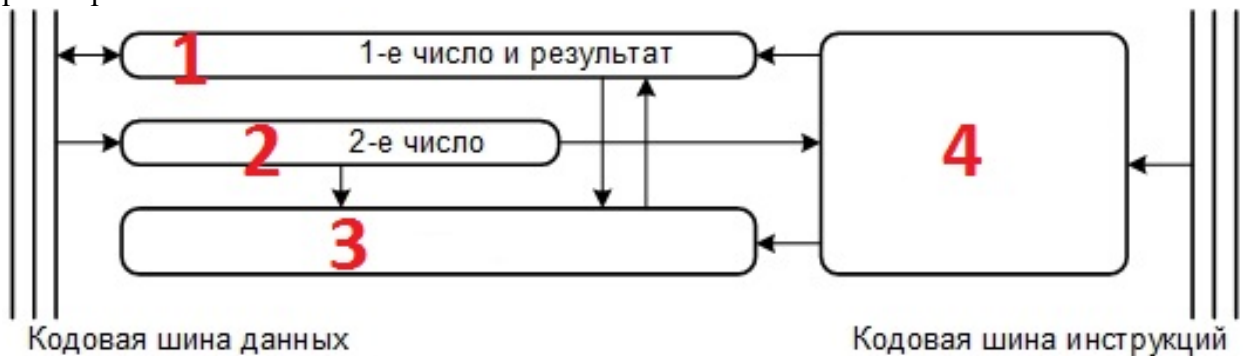 1 1-е число и результат
2 2-е число
4
3
Кодовая шина данных Кодовая шина инструкций